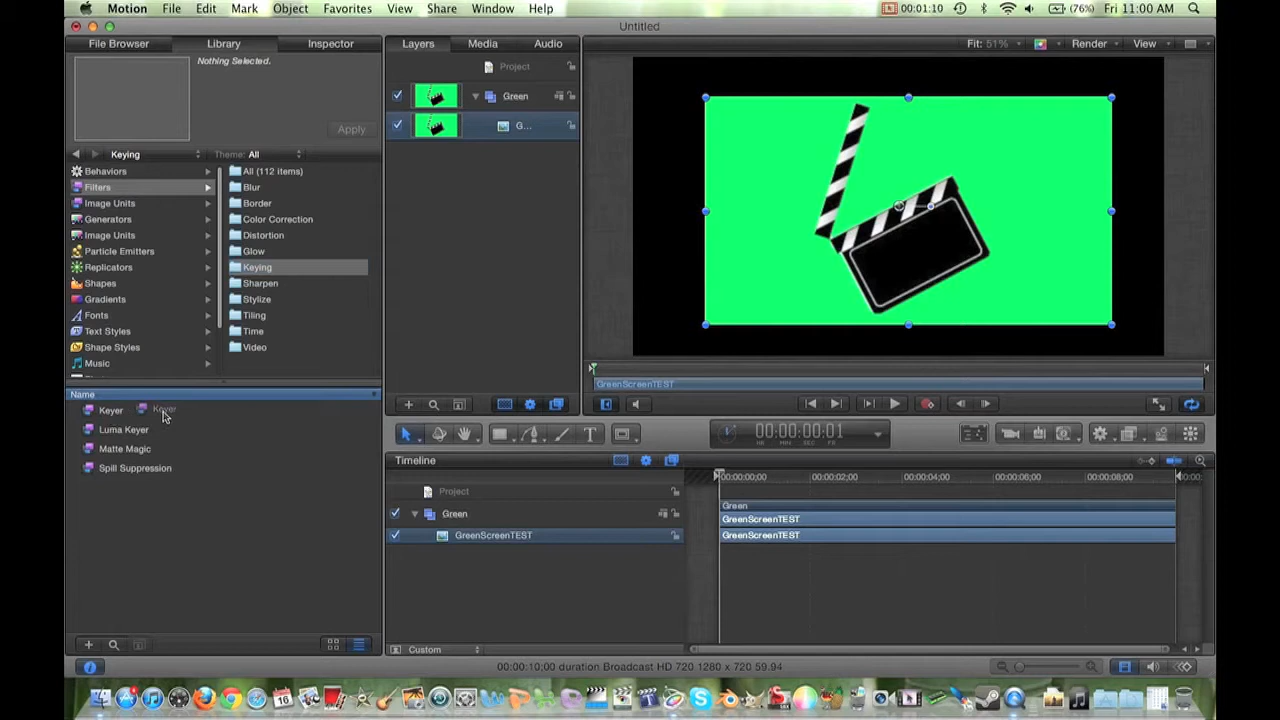 Motion File Edit Mark Object Favorites View Share Window Help 00:01:10 (76%) Fri 11:00 AM
Untitled
File Browser Library Inspector
Nothing Selected.
Apply
Keying Theme: All
Behaviors
Filters
Image Units
Generators
Image Units
Particle Emitters
Replicators
Shapes
Gradients
Fonts
Text Styles
Shape Styles
Music
All (112 items)
Blur
Border
Color Correction
Distortion
Glow
Keying
Sharpen
Stylize
Tiling
Time
Video
Name
Keyer Keyer
Luma Keyer
Matte Magic
Spill Suppression
Layers Media Audio
Project
Green
G...
Fit: 51% Render View
GreenScreenTEST
00:00:00:01
Timeline
Project
Green
GreenScreenTEST
00:00:00;00 00:00:02;00 00:00:04;00 00:00:06;00 00:00:08;00
Green
GreenScreenTEST
GreenScreenTEST
Custom
00:00:10;00 duration Broadcast HD 720 1280 x 720 59.94